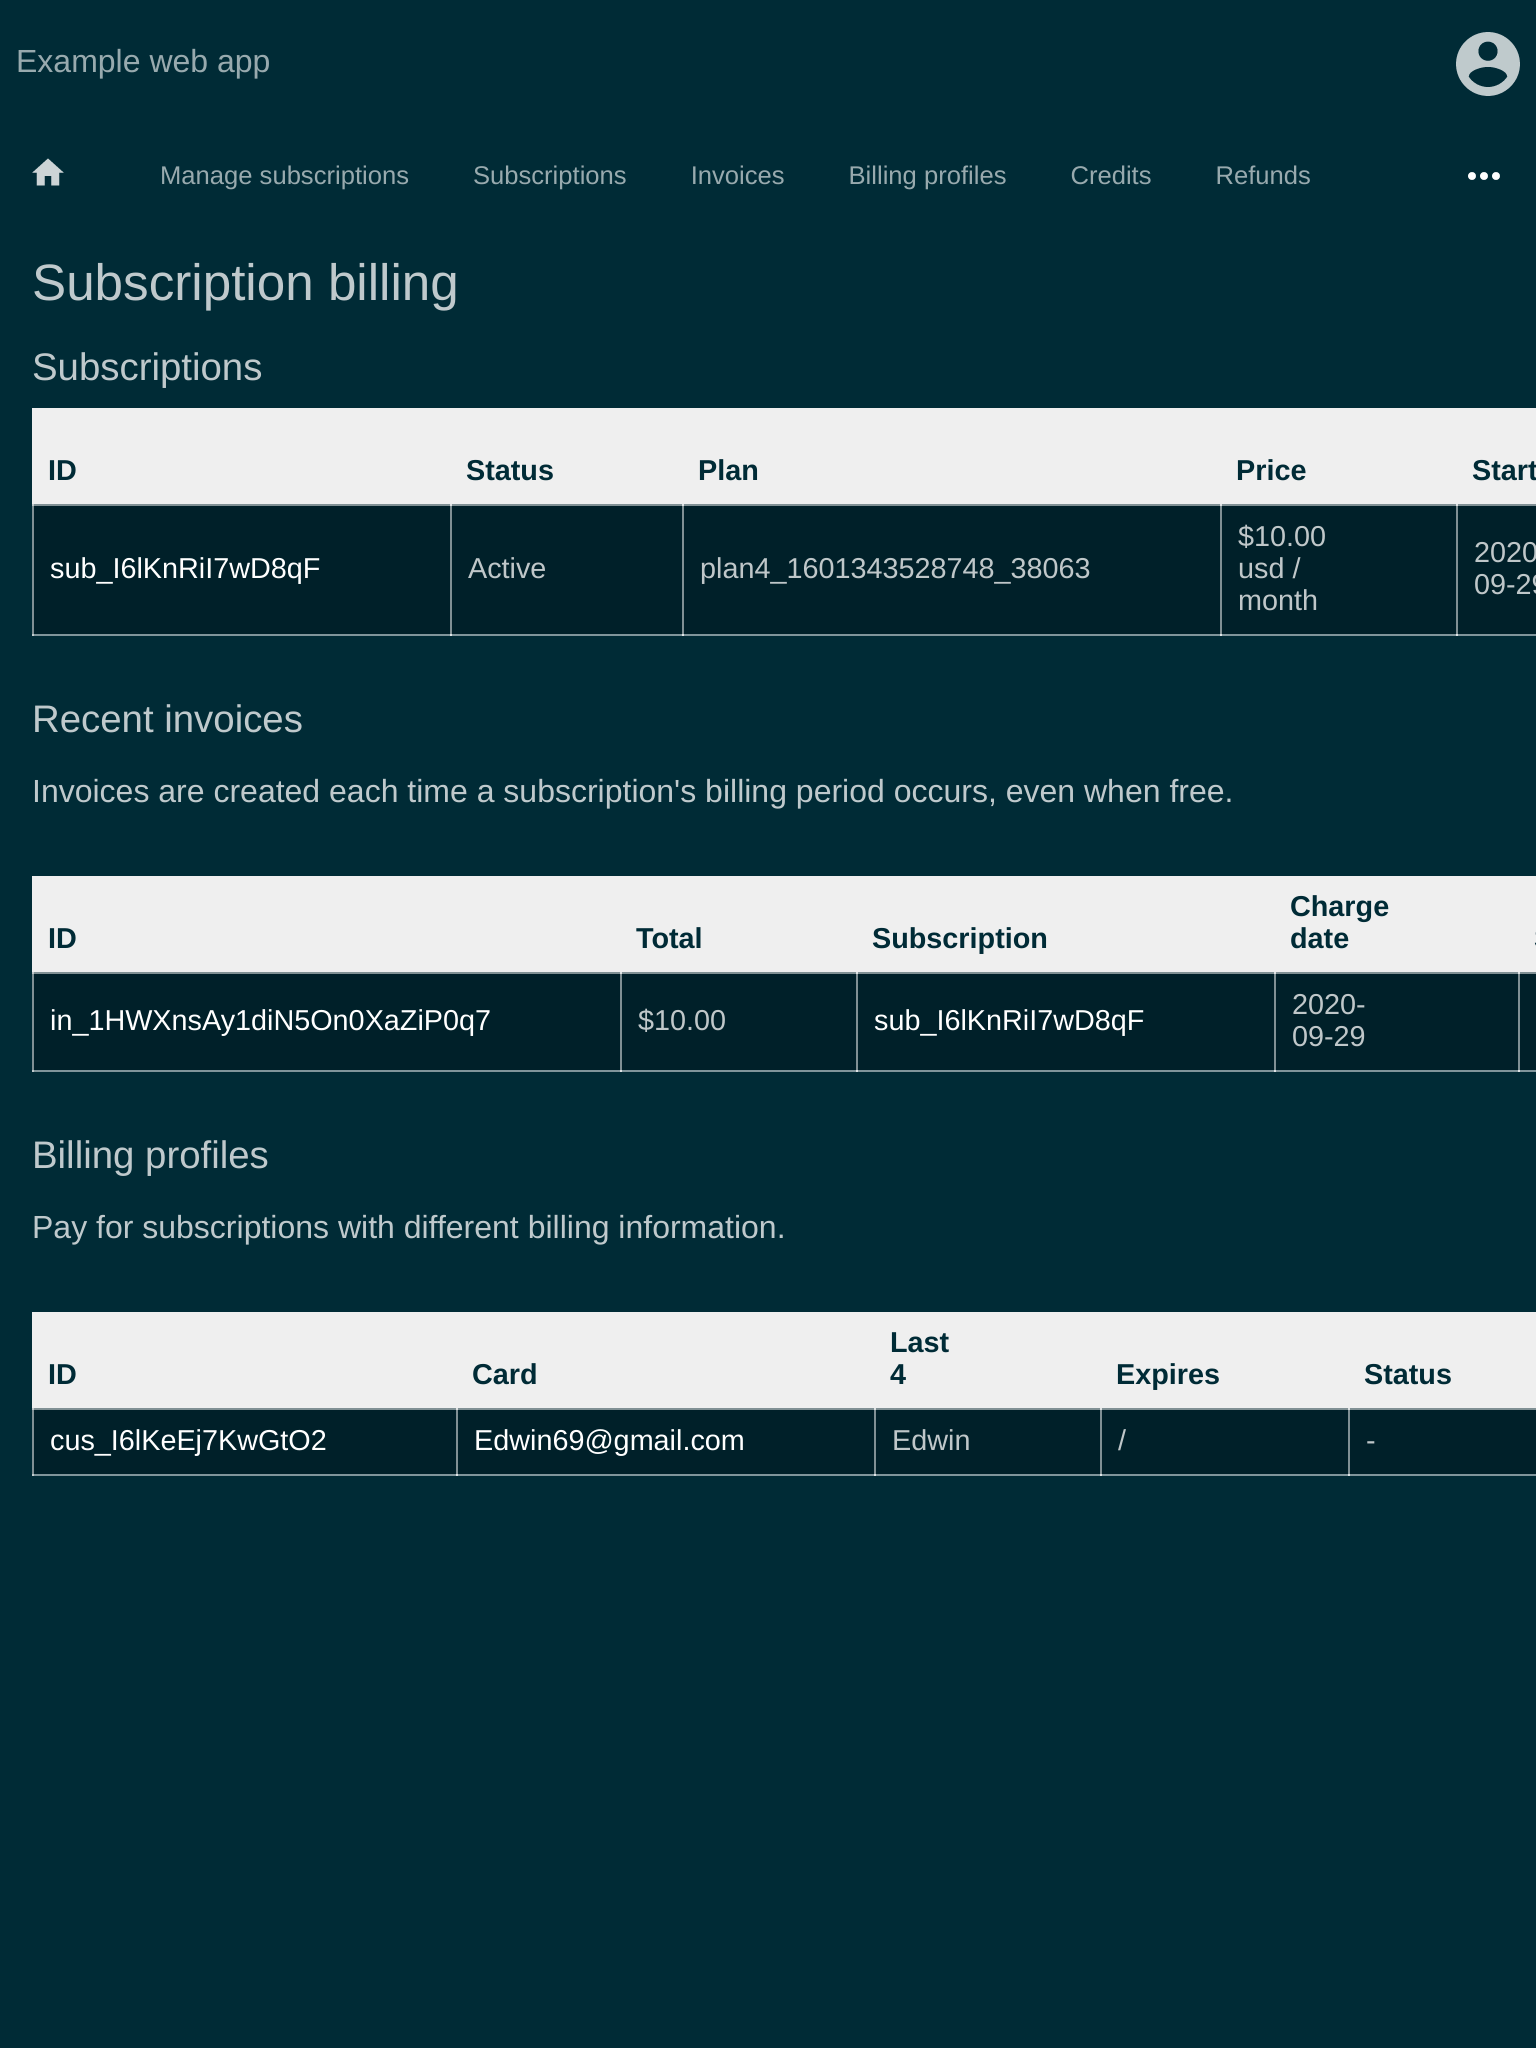 Example web app
Manage subscriptions Subscriptions Invoices Billing profiles Credits Refunds
Subscription billing
Subscriptions
ID Status Plan Price Start
sub_I6lKnRiI7wD8qF Active plan4_1601343528748_38063 $10.00 usd / month 2020 09-29
Recent invoices
Invoices are created each time a subscription's billing period occurs, even when free.
ID Total Subscription Charge date
in_1HWXnsAy1diN5On0XaZiP0q7 $10.00 sub_I6lKnRiI7wD8qF 2020-09-29
Billing profiles
Pay for subscriptions with different billing information.
ID Card Last 4 Expires Status
cus_I6lKeEj7KwGtO2 Edwin69@gmail.com Edwin / -